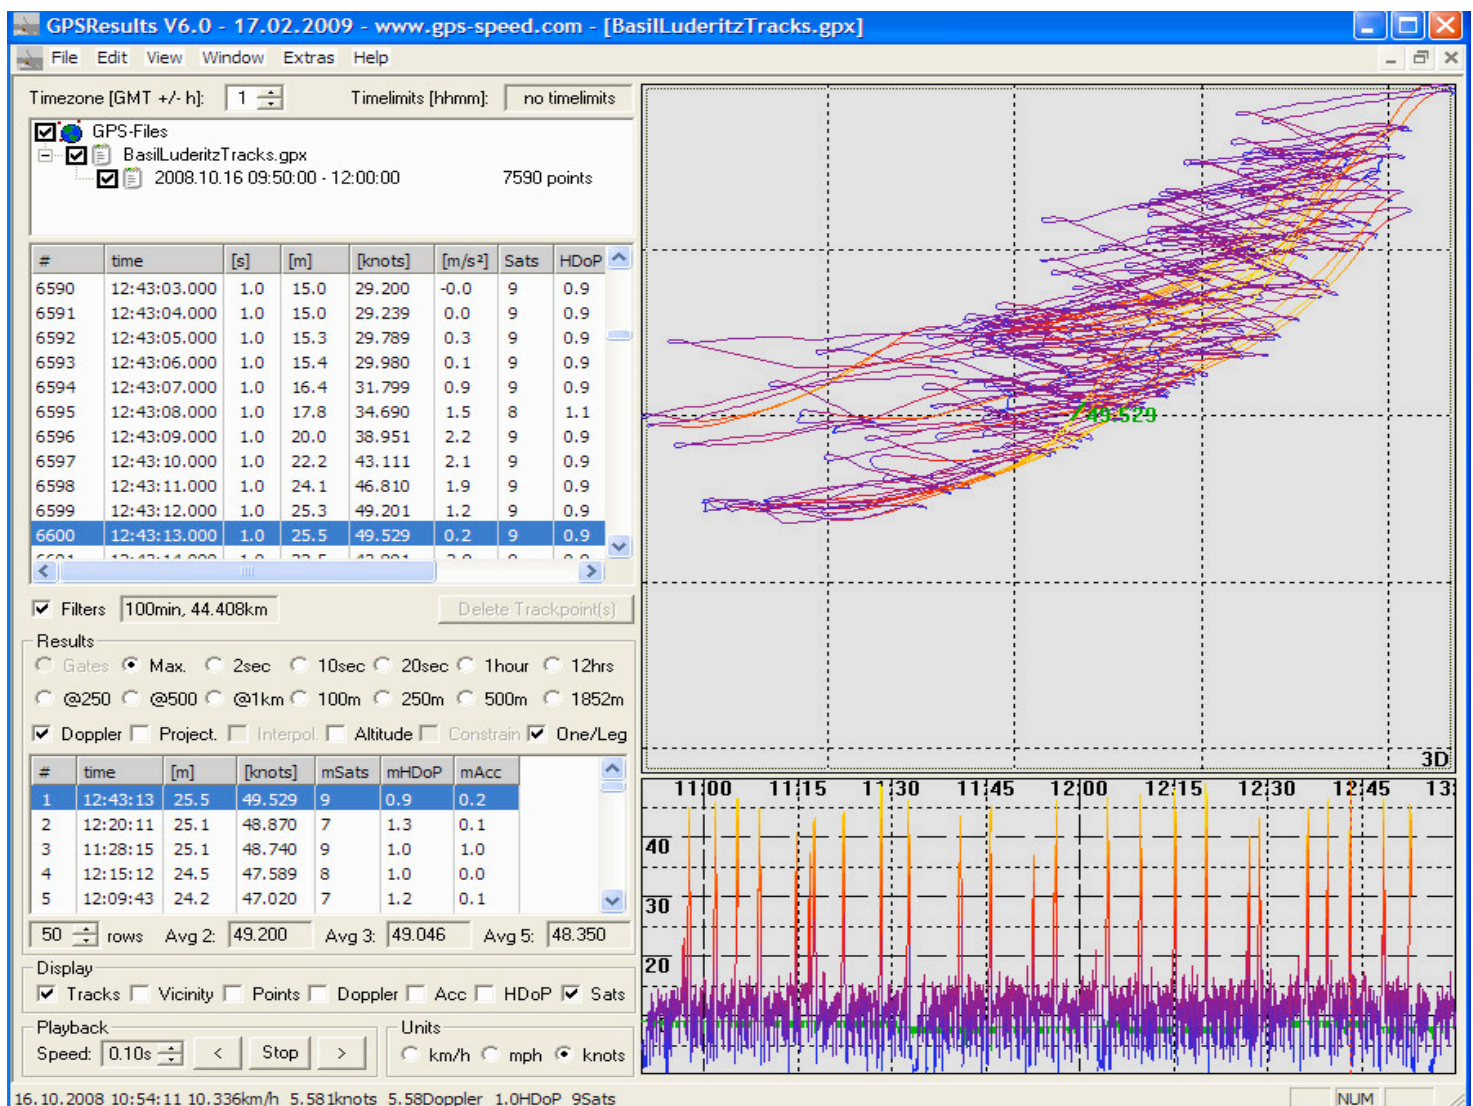 GPSResults V6.0 - 17.02.2009 - www.gps-speed.com - [BasilLuderitzTracks.gpx]
File Edit View Window Extras Help
Timezone [GMT +/- h]: 1 Timelimits [hhmm]: no timelimits
GPS-Files
BasilLuderitzTracks.gpx
2008.10.16 09:50:00 - 12:00:00 7590 points
# time [s] [m] [knots] [m/s²] Sats HDoP
6590 12:43:03.000 1.0 15.0 29.200 -0.0 9 0.9
6591 12:43:04.000 1.0 15.0 29.239 0.0 9 0.9
6592 12:43:05.000 1.0 15.3 29.789 0.3 9 0.9
6593 12:43:06.000 1.0 15.4 29.980 0.1 9 0.9
6594 12:43:07.000 1.0 16.4 31.799 0.9 9 0.9
6595 12:43:08.000 1.0 17.8 34.690 1.5 8 1.1
6596 12:43:09.000 1.0 20.0 38.951 2.2 9 0.9
6597 12:43:10.000 1.0 22.2 43.111 2.1 9 0.9
6598 12:43:11.000 1.0 24.1 46.810 1.9 9 0.9
6599 12:43:12.000 1.0 25.3 49.201 1.2 9 0.9
6600 12:43:13.000 1.0 25.5 49.529 0.2 9 0.9
Filters 100min, 44.408km Delete Trackpoint(s)
Results
Gates Max. 2sec 10sec 20sec 1hour 12hrs
@250 @500 @1km 100m 250m 500m 1852m
Doppler Project. Interpol. Altitude Constrain One/Leg
# time [m] [knots] mSats mHDoP mAcc
1 12:43:13 25.5 49.529 9 0.9 0.2
2 12:20:11 25.1 48.870 7 1.3 0.1
3 11:28:15 25.1 48.740 9 1.0 1.0
4 12:15:12 24.5 47.589 8 1.0 0.0
5 12:09:43 24.2 47.020 7 1.2 0.1
50 rows Avg 2: 49.200 Avg 3: 49.046 Avg 5: 48.350
Display
Tracks Vicinity Points Doppler Acc HDoP Sats
Playback
Speed: 0.10s < Stop >
Units
km/h mph knots
49.529
3D
11:00 11:15 11:30 11:45 12:00 12:15 12:30 12:45 13:
40
30
20
16.10.2008 10:54:11 10.336km/h 5.581knots 5.58Doppler 1.0HDoP 9Sats NUM